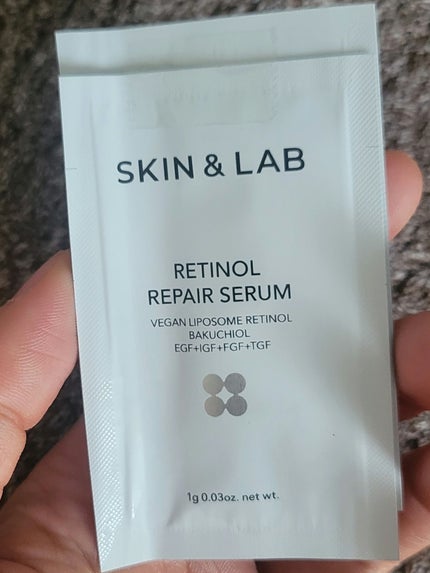 SKIN & LAB
RETINOL
REPAIR SERUM
VEGAN LIPOSOME RETINOL
BAKUCHIOL
EGF+IGF+FGF+TGF
1g 0.03oz. net wt.